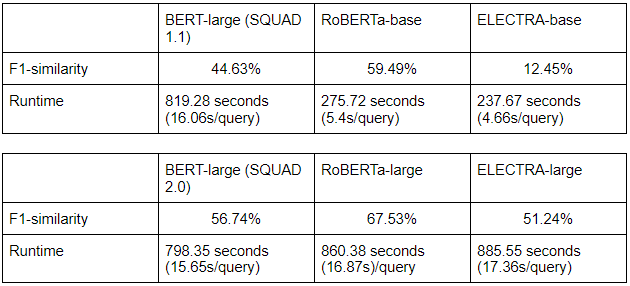 BERT-large (SQUAD 1.1) RoBERTa-base ELECTRA-base
F1-similarity 44.63% 59.49% 12.45%
Runtime 819.28 seconds (16.06s/query) 275.72 seconds (5.4s/query) 237.67 seconds (4.66s/query)
BERT-large (SQUAD 2.0) RoBERTa-large ELECTRA-large
F1-similarity 56.74% 67.53% 51.24%
Runtime 798.35 seconds (15.65s/query) 860.38 seconds (16.87s)/query 885.55 seconds (17.36s/query)